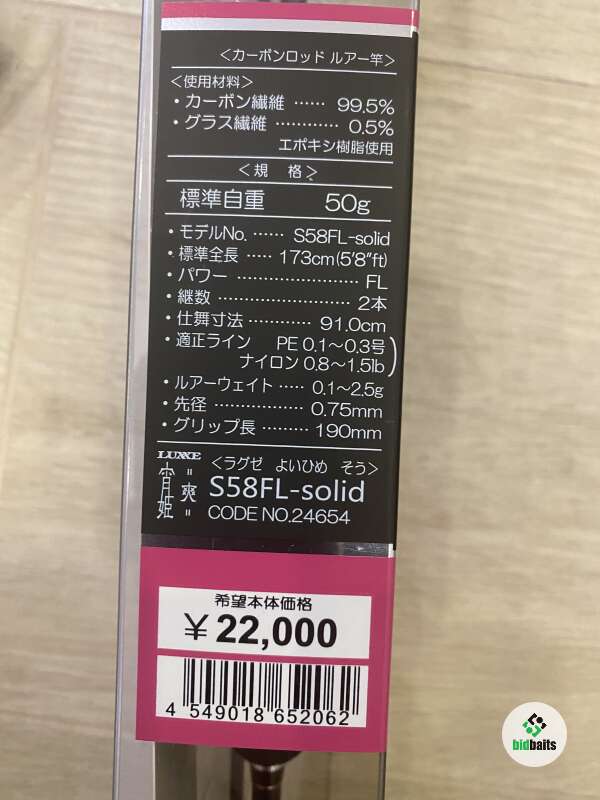 <カーボンロッド ルアー竿>
<使用材料>
・カーボン繊維 …… 99.5%
・グラス繊維 ………… 0.5%
エポキシ樹脂使用
<規 格>
標準自重 50g
・モデルNo. …… S58FL-solid
・標準全長 …… 173cm(5'8"ft)
・パワー ………………… FL
・継数 …………………… 2本
・仕舞寸法 ………… 91.0cm
・適正ライン PE 0.1〜0.3号
ナイロン 0.8〜1.5lb
・ルアーウェイト …… 0.1〜2.5g
・先径 ……………… 0.75mm
・グリップ長 ……… 190mm
LUXXE
宵姫
=爽=
<ラグゼ よいひめ そう>
S58FL-solid
CODE NO.24654
希望本体価格
¥22,000
4 549018 652062
bidbaits